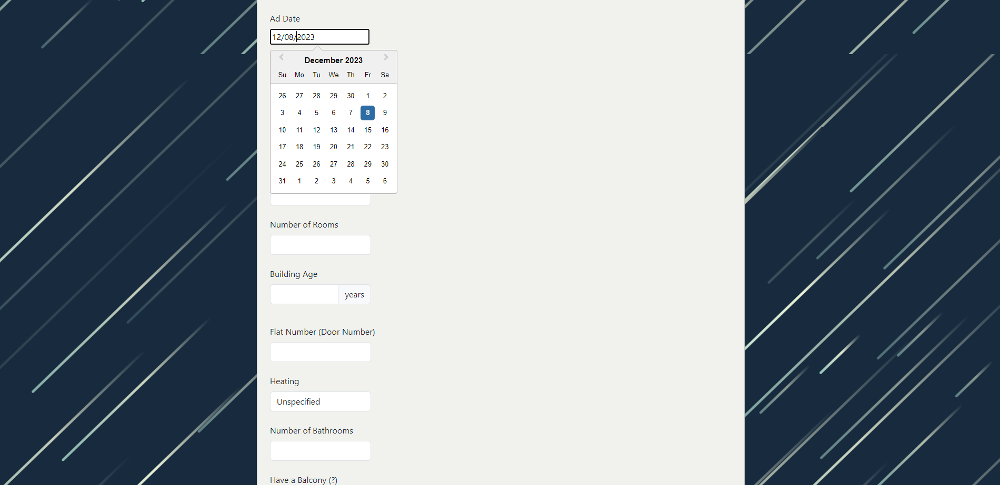 Ad Date
12/08/2023
December 2023
Su Mo Tu We Th Fr Sa
26 27 28 29 30 1 2
3 4 5 6 7 8 9
10 11 12 13 14 15 16
17 18 19 20 21 22 23
24 25 26 27 28 29 30
31 1 2 3 4 5 6
Number of Rooms
Building Age
years
Flat Number (Door Number)
Heating
Unspecified
Number of Bathrooms
Have a Balcony (?)